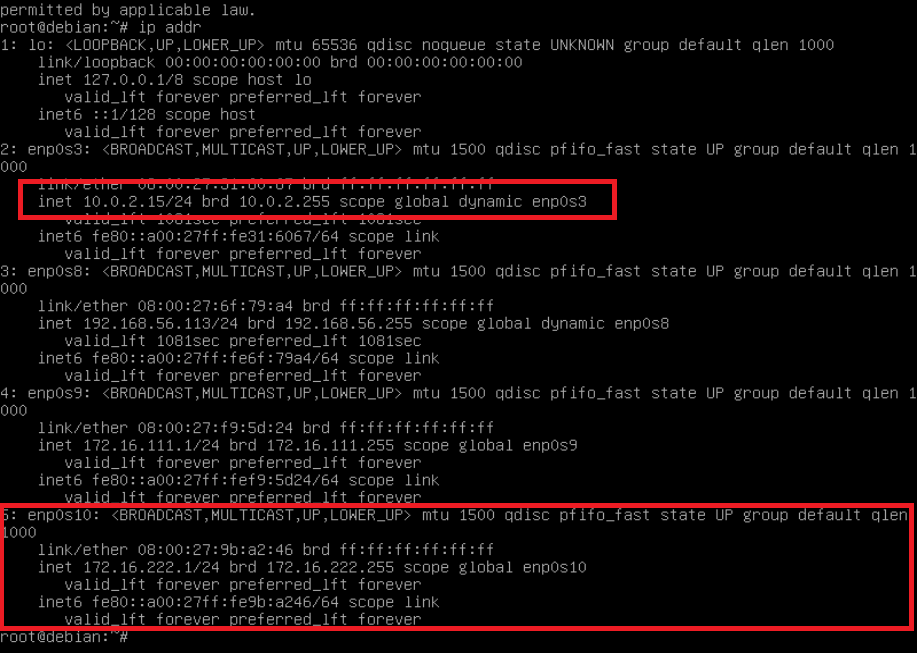 permitted by applicable law.
root@debian:~# ip addr
1: lo: <LOOPBACK,UP,LOWER_UP> mtu 65536 qdisc noqueue state UNKNOWN group default qlen 1000
link/loopback 00:00:00:00:00:00 brd 00:00:00:00:00:00
inet 127.0.0.1/8 scope host lo
valid_lft forever preferred_lft forever
inet6 ::1/128 scope host
valid_lft forever preferred_lft forever
2: enp0s3: <BROADCAST,MULTICAST,UP,LOWER_UP> mtu 1500 qdisc pfifo_fast state UP group default qlen 1
000
link/ether 08:00:27:31:60:67 brd ff:ff:ff:ff:ff:ff
inet 10.0.2.15/24 brd 10.0.2.255 scope global dynamic enp0s3
valid_lft 1081sec preferred_lft 1081sec
inet6 fe80::a00:27ff:fe31:6067/64 scope link
valid_lft forever preferred_lft forever
3: enp0s8: <BROADCAST,MULTICAST,UP,LOWER_UP> mtu 1500 qdisc pfifo_fast state UP group default qlen 1
000
link/ether 08:00:27:6f:79:a4 brd ff:ff:ff:ff:ff:ff
inet 192.168.56.113/24 brd 192.168.56.255 scope global dynamic enp0s8
valid_lft 1081sec preferred_lft 1081sec
inet6 fe80::a00:27ff:fe6f:79a4/64 scope link
valid_lft forever preferred_lft forever
4: enp0s9: <BROADCAST,MULTICAST,UP,LOWER_UP> mtu 1500 qdisc pfifo_fast state UP group default qlen 1
000
link/ether 08:00:27:f9:5d:24 brd ff:ff:ff:ff:ff:ff
inet 172.16.111.1/24 brd 172.16.111.255 scope global enp0s9
valid_lft forever preferred_lft forever
inet6 fe80::a00:27ff:fef9:5d24/64 scope link
valid_lft forever preferred_lft forever
5: enp0s10: <BROADCAST,MULTICAST,UP,LOWER_UP> mtu 1500 qdisc pfifo_fast state UP group default qlen
1000
link/ether 08:00:27:9b:a2:46 brd ff:ff:ff:ff:ff:ff
inet 172.16.222.1/24 brd 172.16.222.255 scope global enp0s10
valid_lft forever preferred_lft forever
inet6 fe80::a00:27ff:fe9b:a246/64 scope link
valid_lft forever preferred_lft forever
root@debian:~#